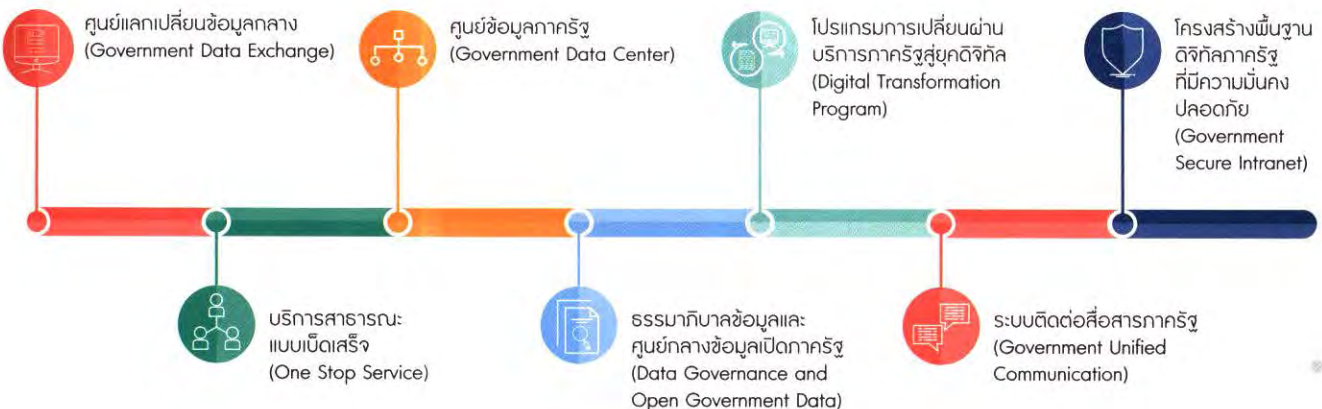 ศูนย์แลกเปลี่ยนข้อมูลกลาง
(Government Data Exchange)
ศูนย์ข้อมูลภาครัฐ
(Government Data Center)
โปรแกรมการเปลี่ยนผ่าน
บริการภาครัฐสู่ยุคดิจิทัล
(Digital Transformation
Program)
โครงสร้างพื้นฐาน
ดิจิทัลภาครัฐ
ที่มีความมั่นคง
ปลอดภัย
(Government
Secure Intranet)
บริการสาธารณะ
แบบเบ็ดเสร็จ
(One Stop Service)
ธรรมาภิบาลข้อมูลและ
ศูนย์กลางข้อมูลเปิดภาครัฐ
(Data Governance and
Open Government Data)
ระบบติดต่อสื่อสารภาครัฐ
(Government Unified
Communication)